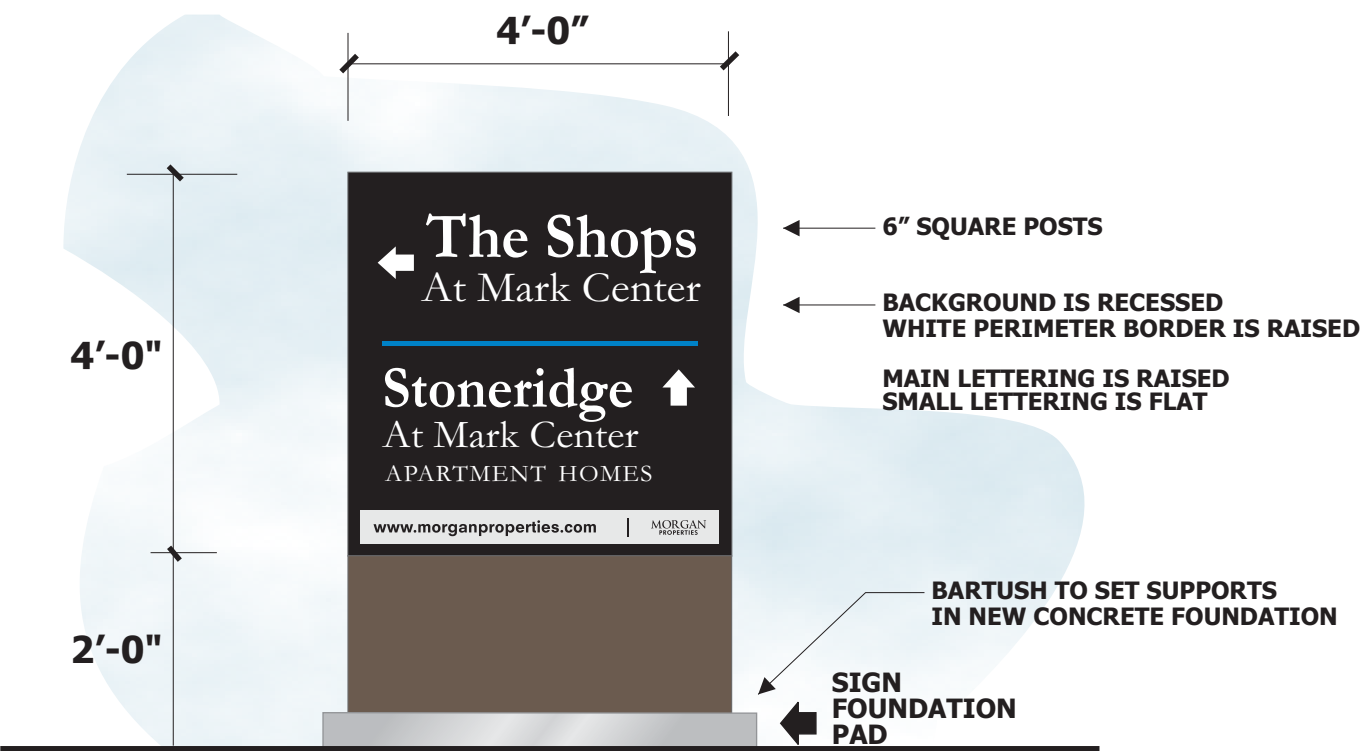 4’-0”
The Shops
At Mark Center
Stoneridge
At Mark Center
APARTMENT HOMES
www.morganproperties.com | MORGAN
PROPERTIES
4’-0"
2’-0"
6” SQUARE POSTS
BACKGROUND IS RECESSED
WHITE PERIMETER BORDER IS RAISED
MAIN LETTERING IS RAISED
SMALL LETTERING IS FLAT
BARTUSH TO SET SUPPORTS
IN NEW CONCRETE FOUNDATION
SIGN
FOUNDATION
PAD